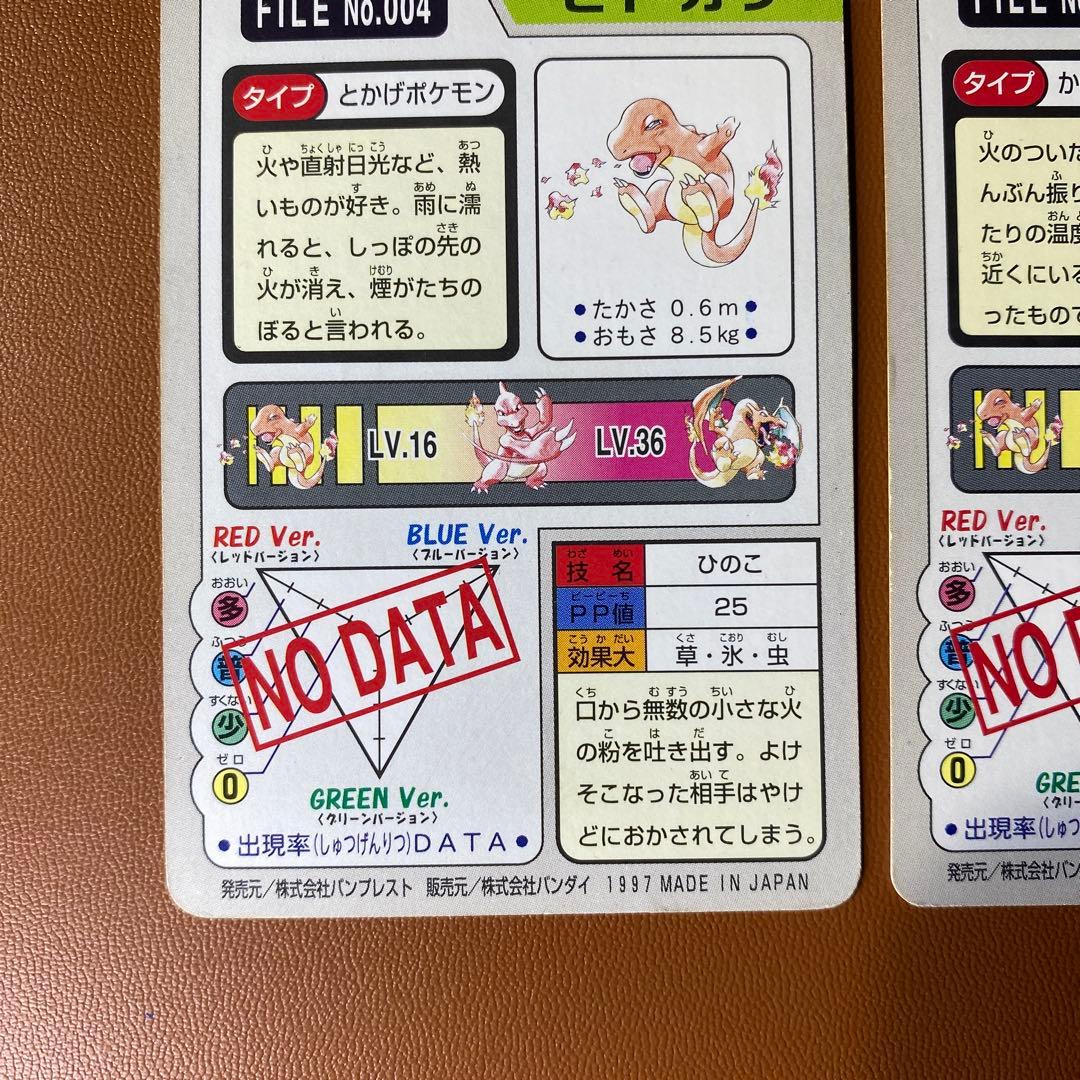 FILE No.004
タイプ とかげポケモン
火や直射日光など、熱
いものが好き。雨に濡
れると、しっぽの先の
火が消え、煙がたちの
ぼると言われる。
•たかさ 0.6m•
•おもさ 8.5kg•
LV.16 LV.36
RED Ver.
〈レッドバージョン〉
BLUE Ver.
〈ブルーバージョン〉
おおい
多
ふつう
普
すくない
少
ゼロ
0
NO DATA
GREEN Ver.
〈グリーンバージョン〉
•出現率(しゅつげんりつ)DATA•
技名 ひのこ
PP値 25
効果大 草・氷・虫
口から無数の小さな火
の粉を吐き出す。よけ
そこなった相手はやけ
どにおかされてしまう。
発売元/株式会社バンプレスト 販売元/株式会社バンダイ 1997 MADE IN JAPAN
タイプ か
火のついた
んぶん振り
たりの温度
近くにいる
ったもので
RED Ver.
〈レッドバージョン〉
おおい
多
ふつう
普
すくない
少
ゼロ
0
NO D
GRE
〈グリー
•出現率(しゅつ
発売元/株式会社バン